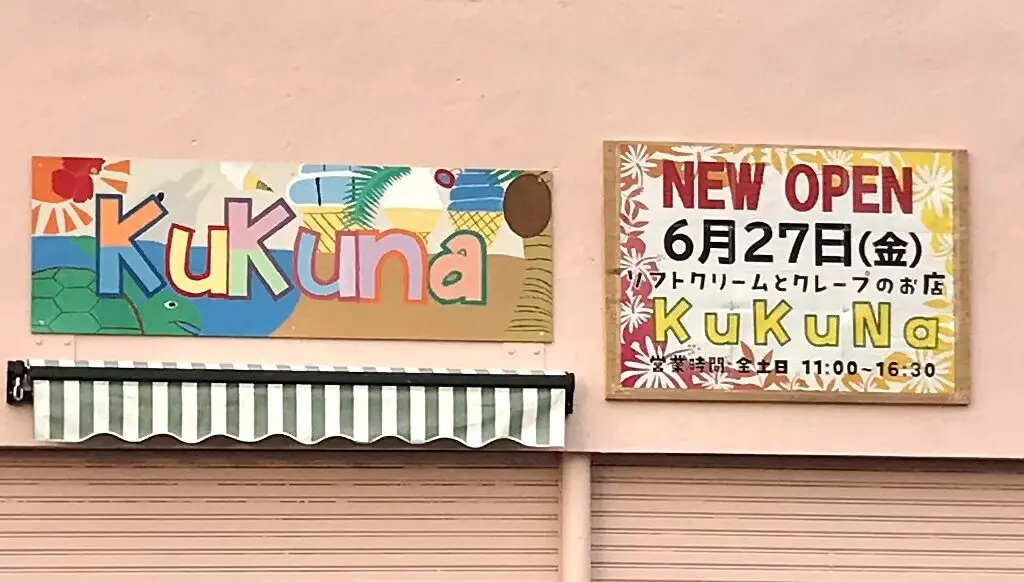 KuKuna
NEW OPEN
6月27日(金)
ソフトクリームとクレープのお店
KuKuNa
営業時間 金土日 11:00~16:30